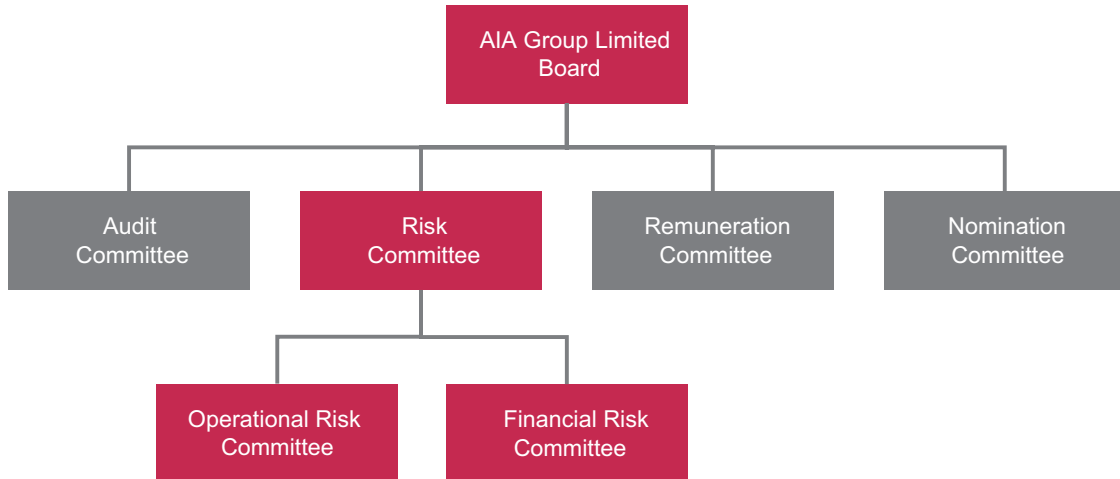 AIA Group Limited
Board
Audit
Committee
Risk
Committee
Remuneration
Committee
Nomination
Committee
Operational Risk
Committee
Financial Risk
Committee